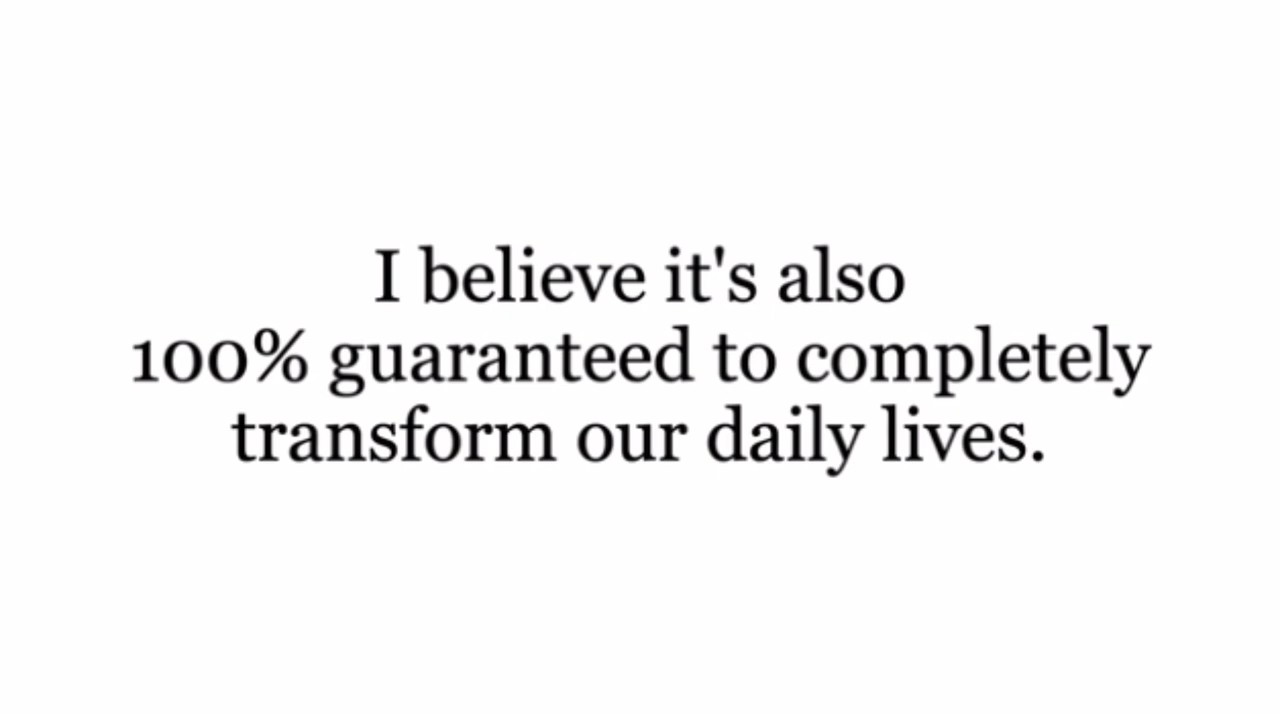 I believe it's also
100% guaranteed to completely
transform our daily lives.